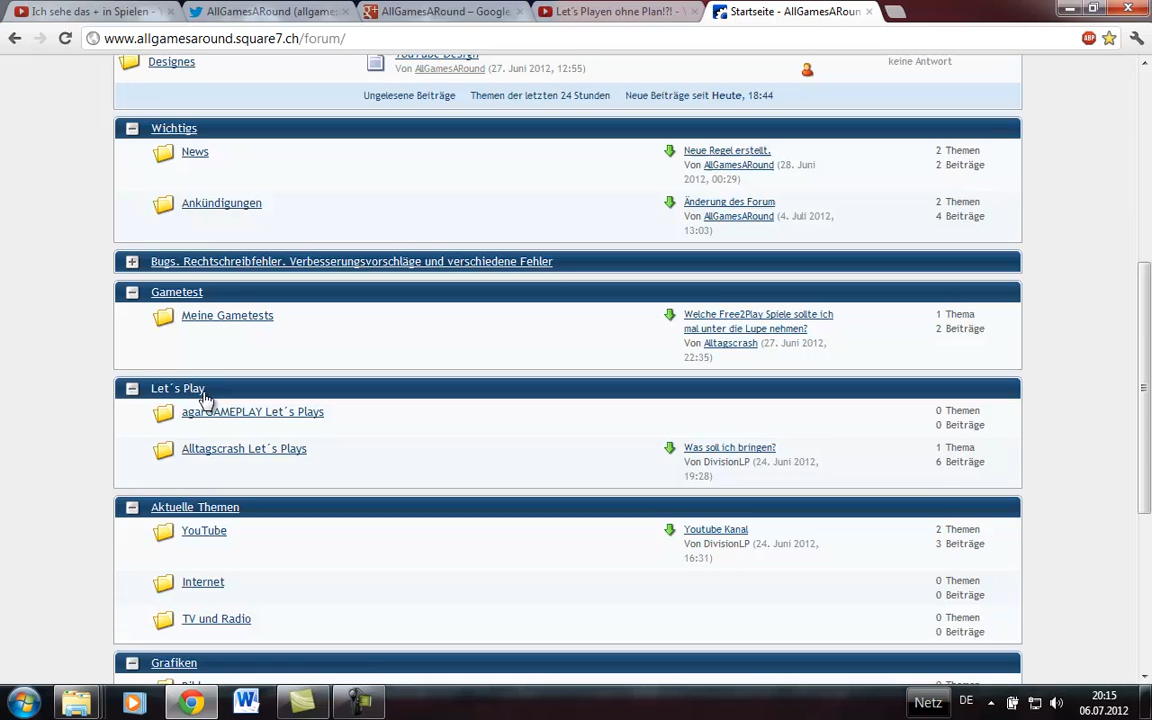 Ich sehe das + in Spielen -
AllGamesARound (allgame
AllGamesARound – Google
Let´s Playen ohne Plan!?! -
Startseite - AllGamesARoun
www.allgamesaround.square7.ch/forum/
ABP
Designes
YouTube Design
Von AllGamesARound (27. Juni 2012, 12:55)
keine Antwort
Ungelesene Beiträge Themen der letzten 24 Stunden Neue Beiträge seit Heute, 18:44
Wichtigs
News
Neue Regel erstellt.
Von AllGamesARound (28. Juni
2012, 00:29)
2 Themen
2 Beiträge
Ankündigungen
Änderung des Forum
Von AllGamesARound (4. Juli 2012,
13:03)
2 Themen
4 Beiträge
Bugs. Rechtschreibfehler. Verbesserungsvorschläge und verschiedene Fehler
Gametest
Meine Gametests
Welche Free2Play Spiele sollte ich
mal unter die Lupe nehmen?
Von Alltagscrash (27. Juni 2012,
22:35)
1 Thema
2 Beiträge
Let´s Play
agarGAMEPLAY Let´s Plays
0 Themen
0 Beiträge
Alltagscrash Let´s Plays
Was soll ich bringen?
Von DivisionLP (24. Juni 2012,
19:28)
1 Thema
6 Beiträge
Aktuelle Themen
YouTube
Youtube Kanal
Von DivisionLP (24. Juni 2012,
16:31)
2 Themen
3 Beiträge
Internet
0 Themen
0 Beiträge
TV und Radio
0 Themen
0 Beiträge
Grafiken
Netz
DE
20:15
06.07.2012